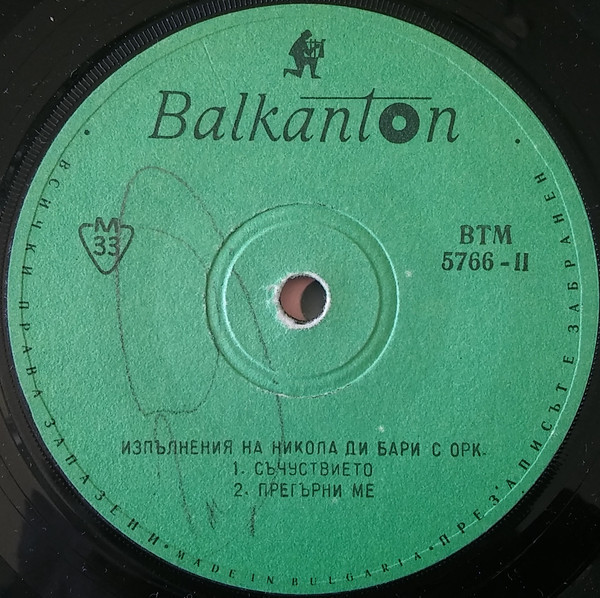 Balkanton
М
33
ВТМ
5766 - II
ИЗПЪЛНЕНИЯ НА НИКОЛА ДИ БАРИ С ОРК.
1. СЪЧУСТВИЕТО
2. ПРЕГЪРНИ МЕ
ВСИЧКИ ПРАВА ЗАПАЗЕНИ • MADE IN BULGARIA • ПРЕЗАПИСЪТ Е ЗАБРАНЕН